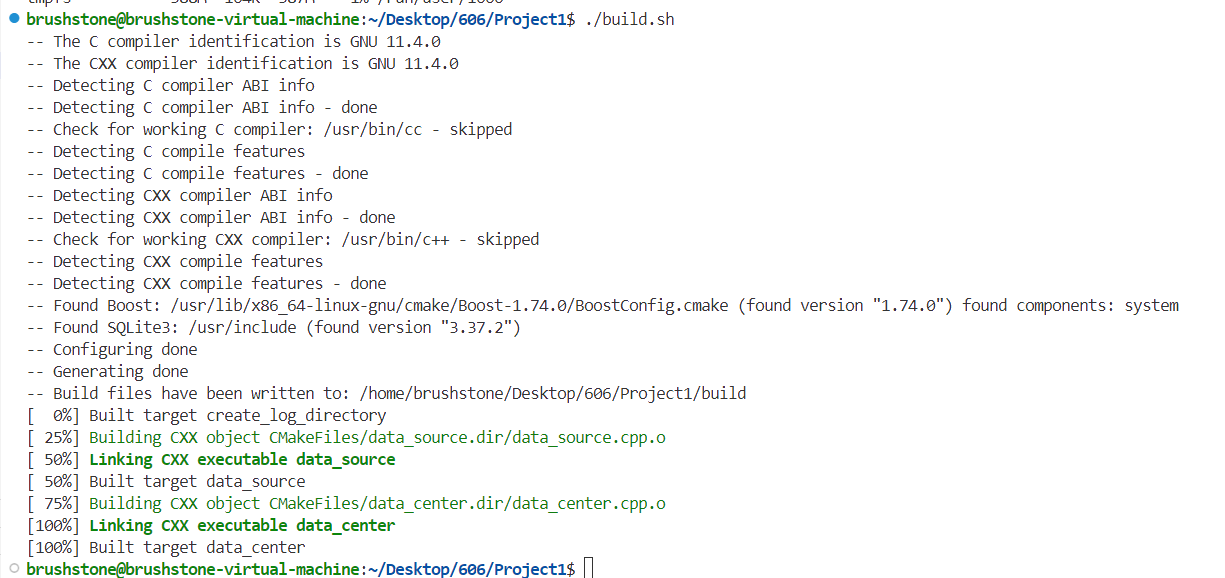 brushstone@brushstone-virtual-machine:~/Desktop/606/Project1$ ./build.sh
-- The C compiler identification is GNU 11.4.0
-- The CXX compiler identification is GNU 11.4.0
-- Detecting C compiler ABI info
-- Detecting C compiler ABI info - done
-- Check for working C compiler: /usr/bin/cc - skipped
-- Detecting C compile features
-- Detecting C compile features - done
-- Detecting CXX compiler ABI info
-- Detecting CXX compiler ABI info - done
-- Check for working CXX compiler: /usr/bin/c++ - skipped
-- Detecting CXX compile features
-- Detecting CXX compile features - done
-- Found Boost: /usr/lib/x86_64-linux-gnu/cmake/Boost-1.74.0/BoostConfig.cmake (found version "1.74.0") found components: system
-- Found SQLite3: /usr/include (found version "3.37.2")
-- Configuring done
-- Generating done
-- Build files have been written to: /home/brushstone/Desktop/606/Project1/build
[  0%] Built target create_log_directory
[ 25%] Building CXX object CMakeFiles/data_source.dir/data_source.cpp.o
[ 50%] Linking CXX executable data_source
[ 50%] Built target data_source
[ 75%] Building CXX object CMakeFiles/data_center.dir/data_center.cpp.o
[100%] Linking CXX executable data_center
[100%] Built target data_center
brushstone@brushstone-virtual-machine:~/Desktop/606/Project1$